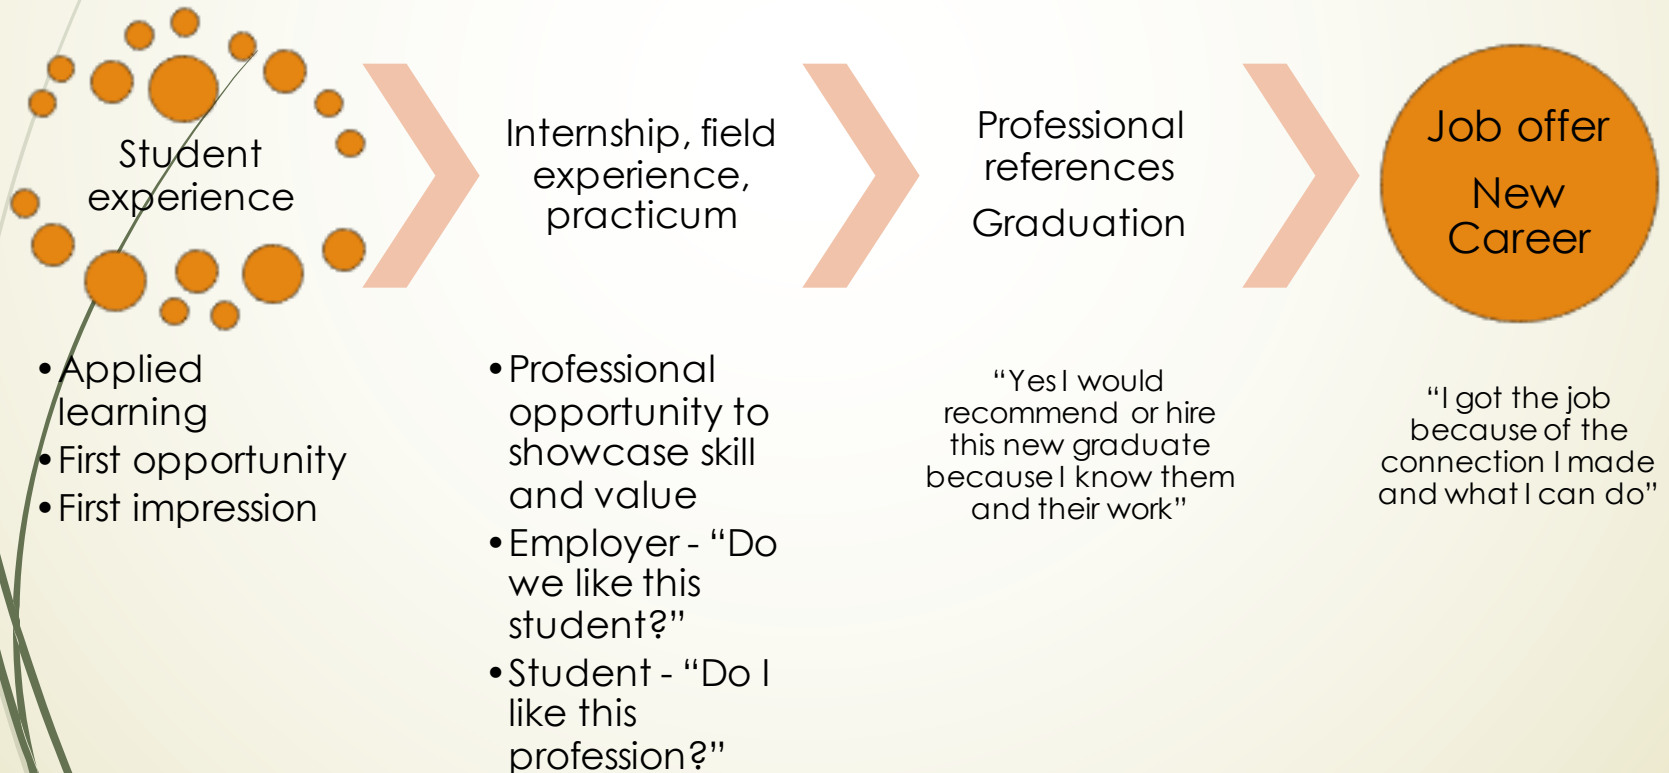 Student
experience
Internship, field
experience,
practicum
Professional
references
Graduation
Job offer
New
Career
•Applied
learning
•First opportunity
•First impression
•Professional
opportunity to
showcase skill
and value
•Employer - “Do
we like this
student?”
•Student - “Do I
like this
profession?”
“Yes I would
recommend or hire
this new graduate
because I know them
and their work”
“I got the job
because of the
connection I made
and what I can do”